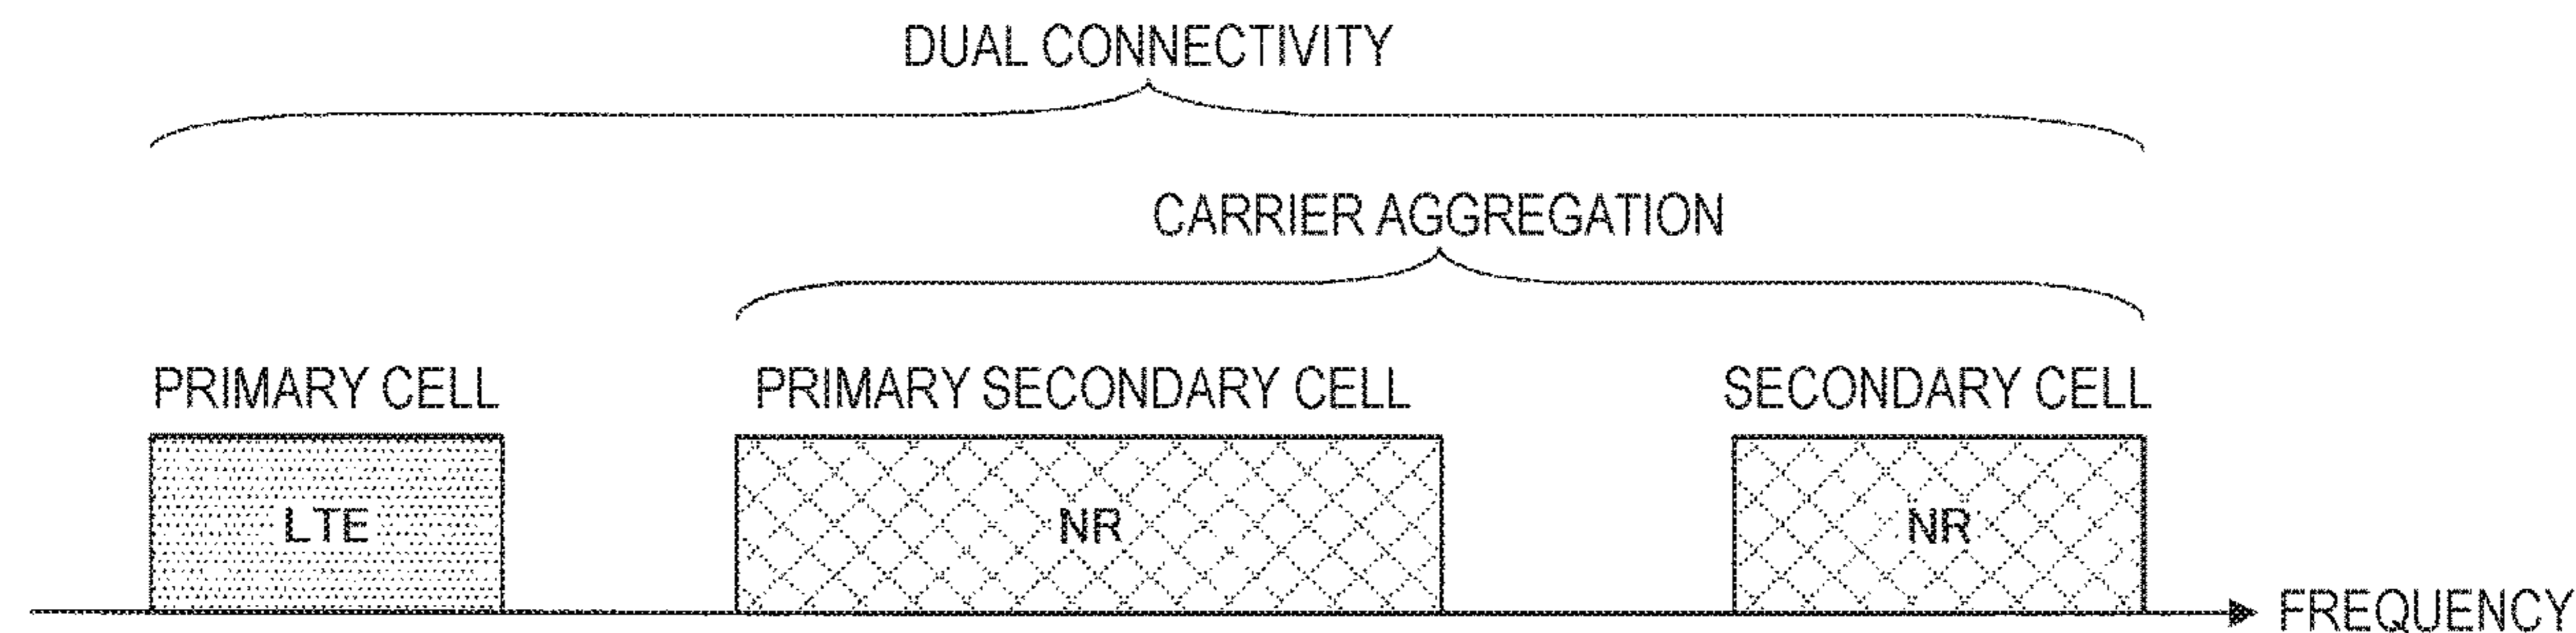 DUAL CONNECTIVITY
CARRIER AGGREGATION
PRIMARY CELL PRIMARY SECONDARY CELL SECONDARY CELL
LTE NR NR
FREQUENCY